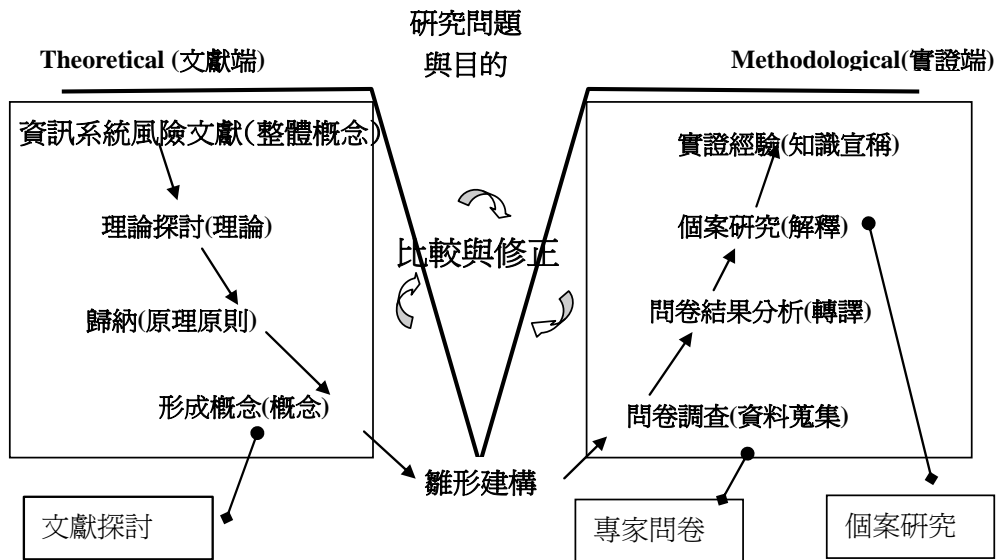 研究問題
與目的
Theoretical (文獻端)
Methodological(實證端)
資訊系統風險文獻(整體概念)
理論探討(理論)
歸納(原理原則)
形成概念(概念)
比較與修正
實證經驗(知識宣稱)
個案研究(解釋)
問卷結果分析(轉譯)
問卷調查(資料蒐集)
雛形建構
文獻探討
專家問卷
個案研究